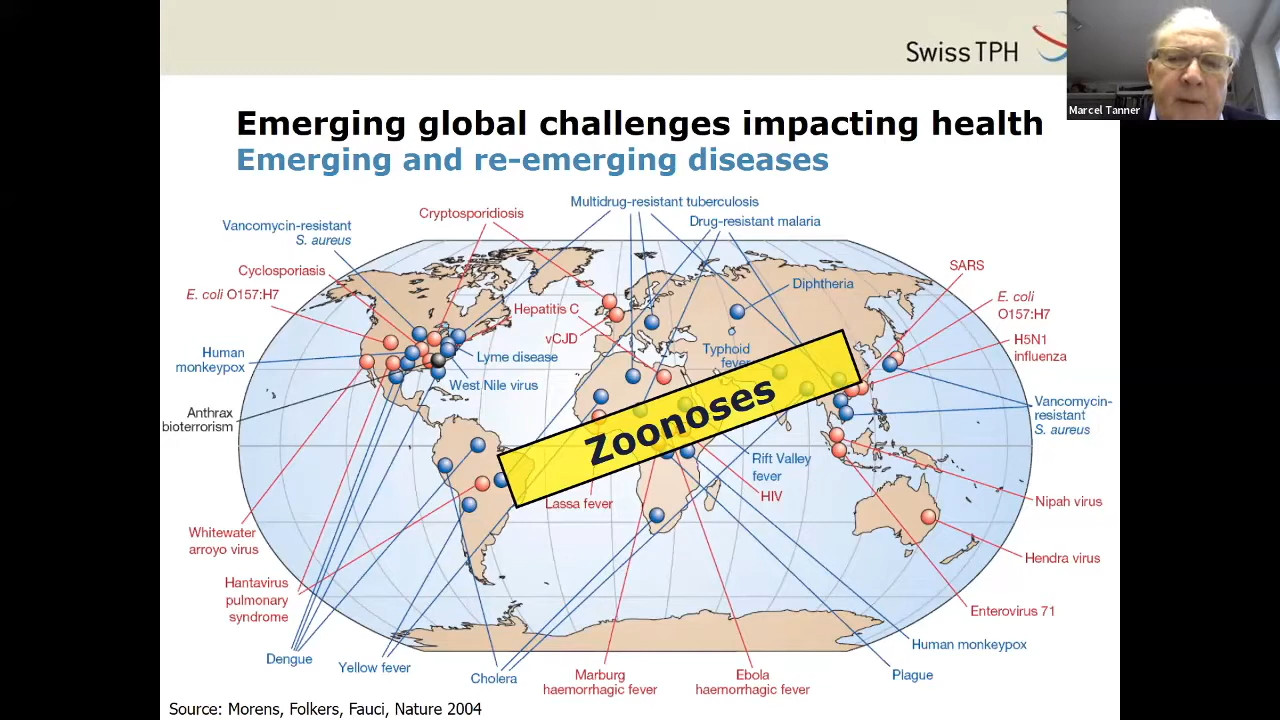 Swiss TPH
Marcel Tanner
Emerging global challenges impacting health
Emerging and re-emerging diseases
Multidrug-resistant tuberculosis
Cryptosporidiosis
Drug-resistant malaria
Vancomycin-resistant
S. aureus
Cyclosporiasis
SARS
Diphtheria
E. coli O157:H7
E. coli
O157:H7
Hepatitis C
vCJD
H5N1
influenza
Human
monkeypox
Lyme disease
Typhoid
fever
West Nile virus
Zoonoses
Anthrax
bioterrorism
Vancomycin-
resistant
S. aureus
Rift Valley
fever
HIV
Lassa fever
Nipah virus
Whitewater
arroyo virus
Hendra virus
Hantavirus
pulmonary
syndrome
Enterovirus 71
Human monkeypox
Dengue
Yellow fever
Cholera
Marburg
haemorrhagic fever
Ebola
haemorrhagic fever
Plague
Source: Morens, Folkers, Fauci, Nature 2004